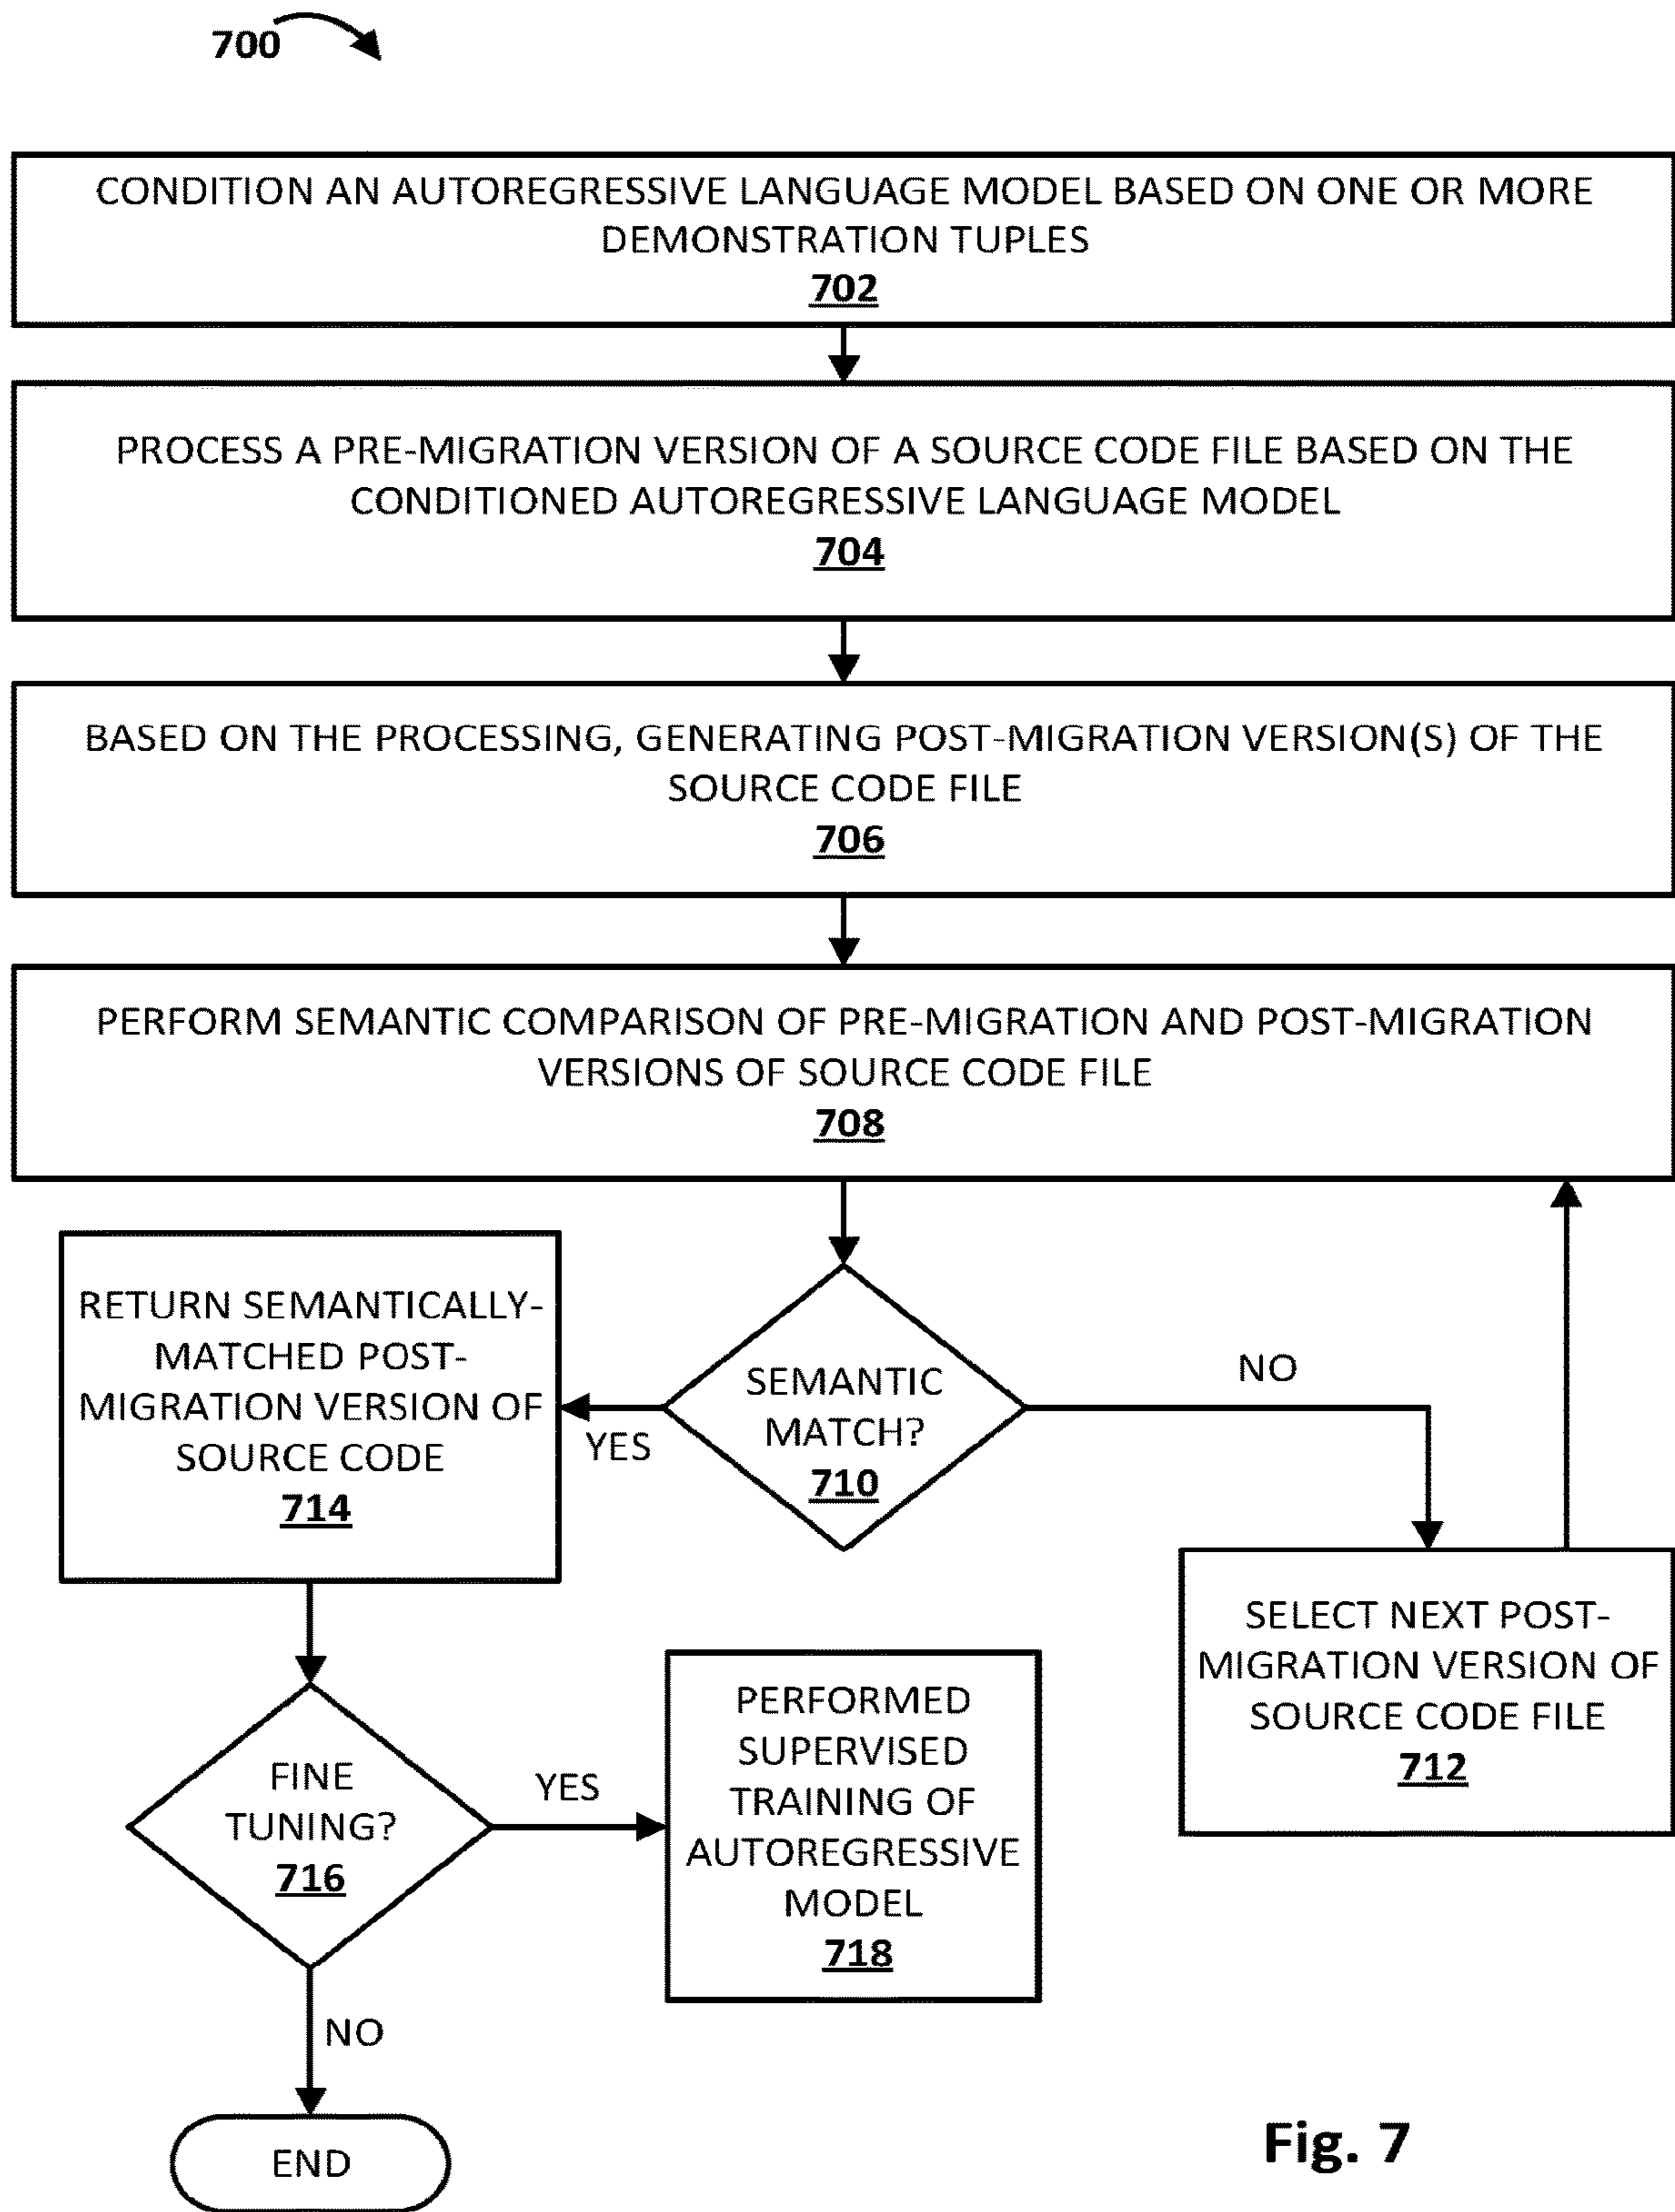 700
CONDITION AN AUTOREGRESSIVE LANGUAGE MODEL BASED ON ONE OR MORE
DEMONSTRATION TUPLES
702
PROCESS A PRE-MIGRATION VERSION OF A SOURCE CODE FILE BASED ON THE
CONDITIONED AUTOREGRESSIVE LANGUAGE MODEL
704
BASED ON THE PROCESSING, GENERATING POST-MIGRATION VERSION(S) OF THE
SOURCE CODE FILE
706
PERFORM SEMANTIC COMPARISON OF PRE-MIGRATION AND POST-MIGRATION
VERSIONS OF SOURCE CODE FILE
708
RETURN SEMANTICALLY-
MATCHED POST-
MIGRATION VERSION OF
SOURCE CODE
714
YES
SEMANTIC
MATCH?
710
NO
SELECT NEXT POST-
MIGRATION VERSION OF
SOURCE CODE FILE
712
FINE
TUNING?
716
YES
PERFORMED
SUPERVISED
TRAINING OF
AUTOREGRESSIVE
MODEL
718
NO
END
Fig. 7